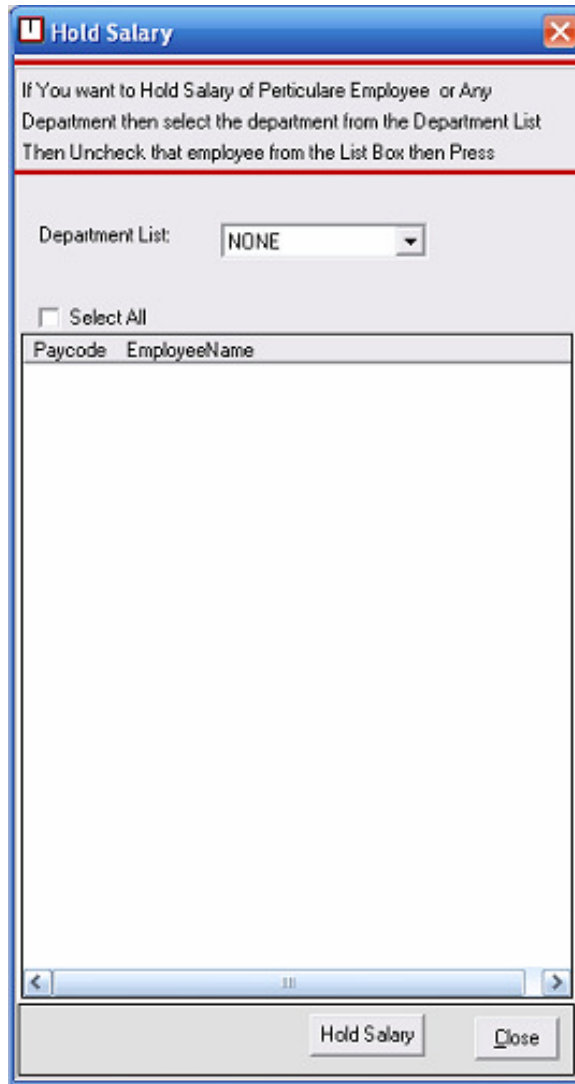 Hold Salary
If You want to Hold Salary of Perticulare Employee or Any
Department then select the department from the Department List
Then Uncheck that employee from the List Box then Press
Department List: NONE
Select All
Paycode EmployeeName
Hold Salary Close